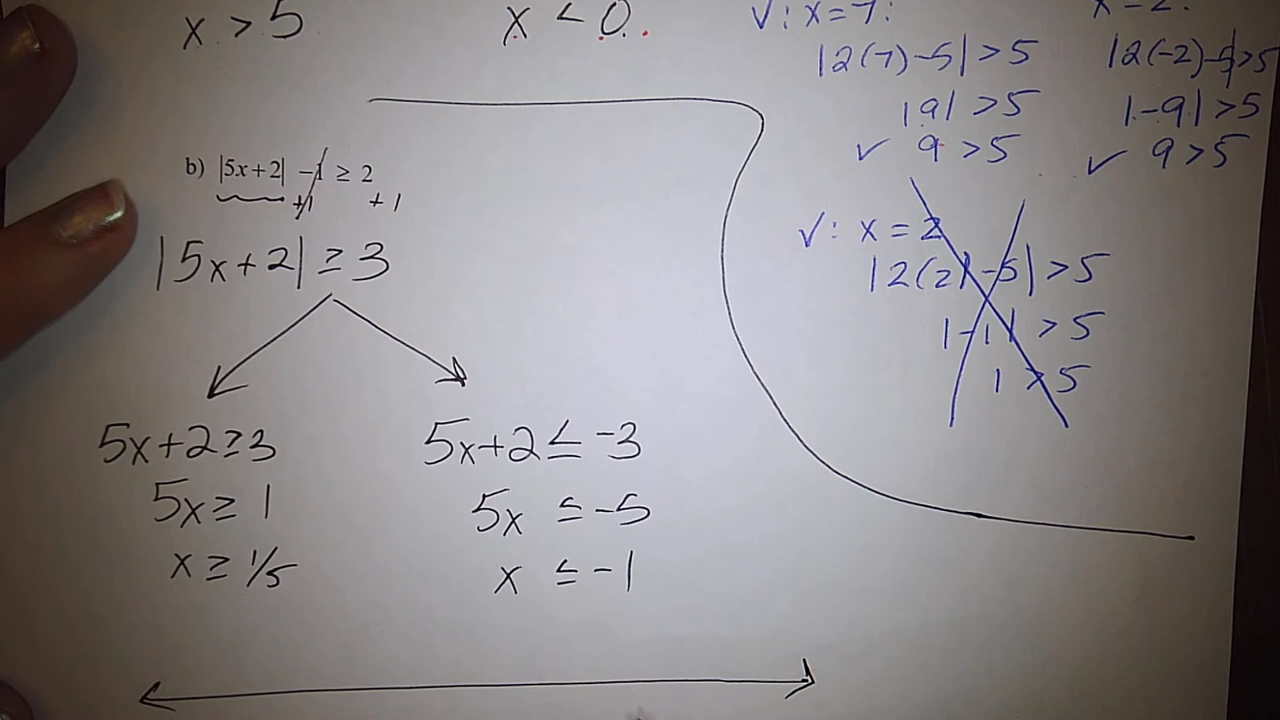 x > 5
x < 0
√: x = 7:
|2(7)-5| > 5
|2(-2)-5|>5
|9| > 5
|-9| > 5
✓ 9 > 5
✓ 9 > 5
b) |5x+2| -1 ≥ 2
+1 +1
|5x+2| ≥ 3
√: x = 2
|2(2)-5| > 5
|-1| > 5
1 > 5
5x+2≥3
5x+2 ≤ -3
5x ≥ 1
5x ≤ -5
x ≥ 1/5
x ≤ -1